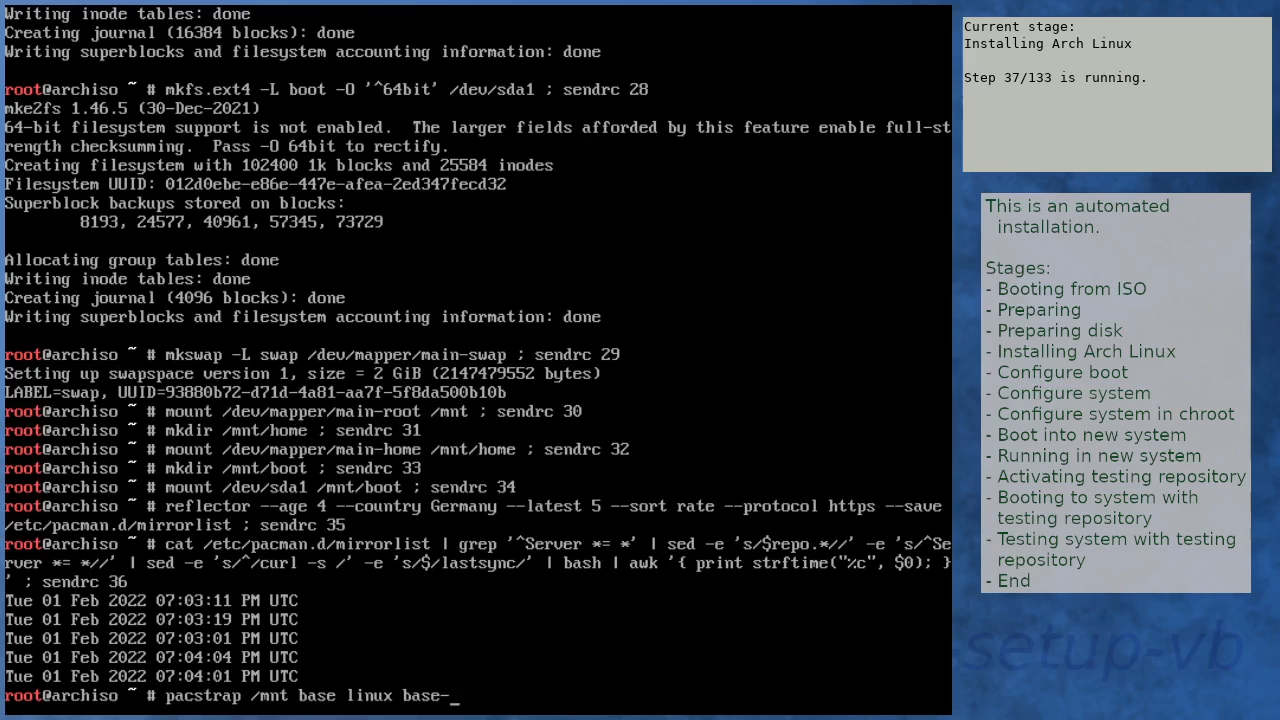 Writing inode tables: done
Creating journal (16384 blocks): done
Writing superblocks and filesystem accounting information: done
root@archiso ~ # mkfs.ext4 -L boot -O '^64bit' /dev/sda1 ; sendrc 28
mke2fs 1.46.5 (30-Dec-2021)
64-bit filesystem support is not enabled.  The larger fields afforded by this feature enable full-st
rength checksumming.  Pass -O 64bit to rectify.
Creating filesystem with 102400 1k blocks and 25584 inodes
Filesystem UUID: 012d0ebe-e86e-447e-afea-2ed347fecd32
Superblock backups stored on blocks:
        8193, 24577, 40961, 57345, 73729
Allocating group tables: done
Writing inode tables: done
Creating journal (4096 blocks): done
Writing superblocks and filesystem accounting information: done
root@archiso ~ # mkswap -L swap /dev/mapper/main-swap ; sendrc 29
Setting up swapspace version 1, size = 2 GiB (2147479552 bytes)
LABEL=swap, UUID=93880b72-d71d-4a81-aa7f-5f8da500b10b
root@archiso ~ # mount /dev/mapper/main-root /mnt ; sendrc 30
root@archiso ~ # mkdir /mnt/home ; sendrc 31
root@archiso ~ # mount /dev/mapper/main-home /mnt/home ; sendrc 32
root@archiso ~ # mkdir /mnt/boot ; sendrc 33
root@archiso ~ # mount /dev/sda1 /mnt/boot ; sendrc 34
root@archiso ~ # reflector --age 4 --country Germany --latest 5 --sort rate --protocol https --save
/etc/pacman.d/mirrorlist ; sendrc 35
root@archiso ~ # cat /etc/pacman.d/mirrorlist | grep '^Server *= *' | sed -e 's/$repo.*//' -e 's/^Se
rver *= *//' | sed -e 's/^/curl -s /' -e 's/$/lastsync/' | bash | awk '{ print strftime("%c", $0); }
' ; sendrc 36
Tue 01 Feb 2022 07:03:11 PM UTC
Tue 01 Feb 2022 07:03:19 PM UTC
Tue 01 Feb 2022 07:03:01 PM UTC
Tue 01 Feb 2022 07:04:04 PM UTC
Tue 01 Feb 2022 07:04:01 PM UTC
root@archiso ~ # pacstrap /mnt base linux base-_
Current stage:
Installing Arch Linux
Step 37/133 is running.
This is an automated
installation.
Stages:
- Booting from ISO
- Preparing
- Preparing disk
- Installing Arch Linux
- Configure boot
- Configure system
- Configure system in chroot
- Boot into new system
- Running in new system
- Activating testing repository
- Booting to system with
testing repository
- Testing system with testing
repository
- End
setup-vb